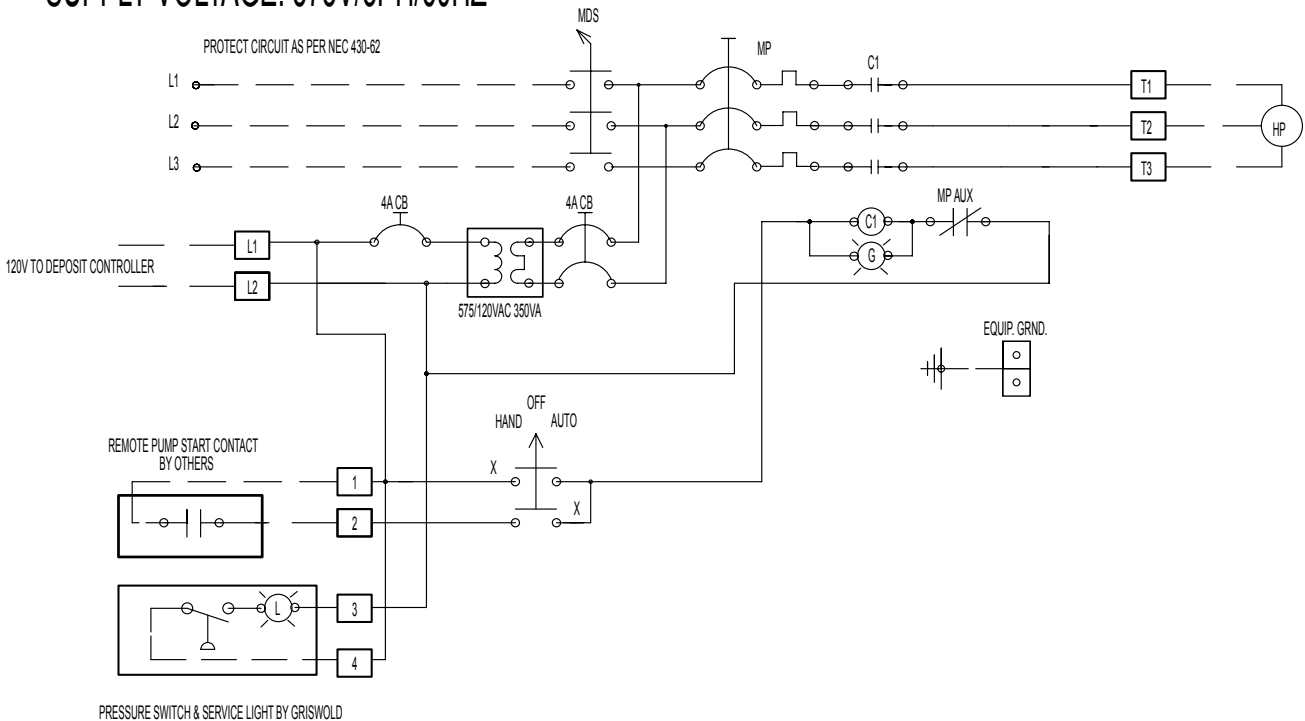 MDS
PROTECT CIRCUIT AS PER NEC 430-62
MP
C1
L1
T1
L2
T2
HP
L3
T3
4A CB
4A CB
MP AUX
C1
L1
G
120V TO DEPOSIT CONTROLLER
L2
575/120VAC 350VA
EQUIP. GRND.
OFF
HAND
AUTO
REMOTE PUMP START CONTACT
BY OTHERS
X
1
X
2
L
3
4
PRESSURE SWITCH & SERVICE LIGHT BY GRISWOLD